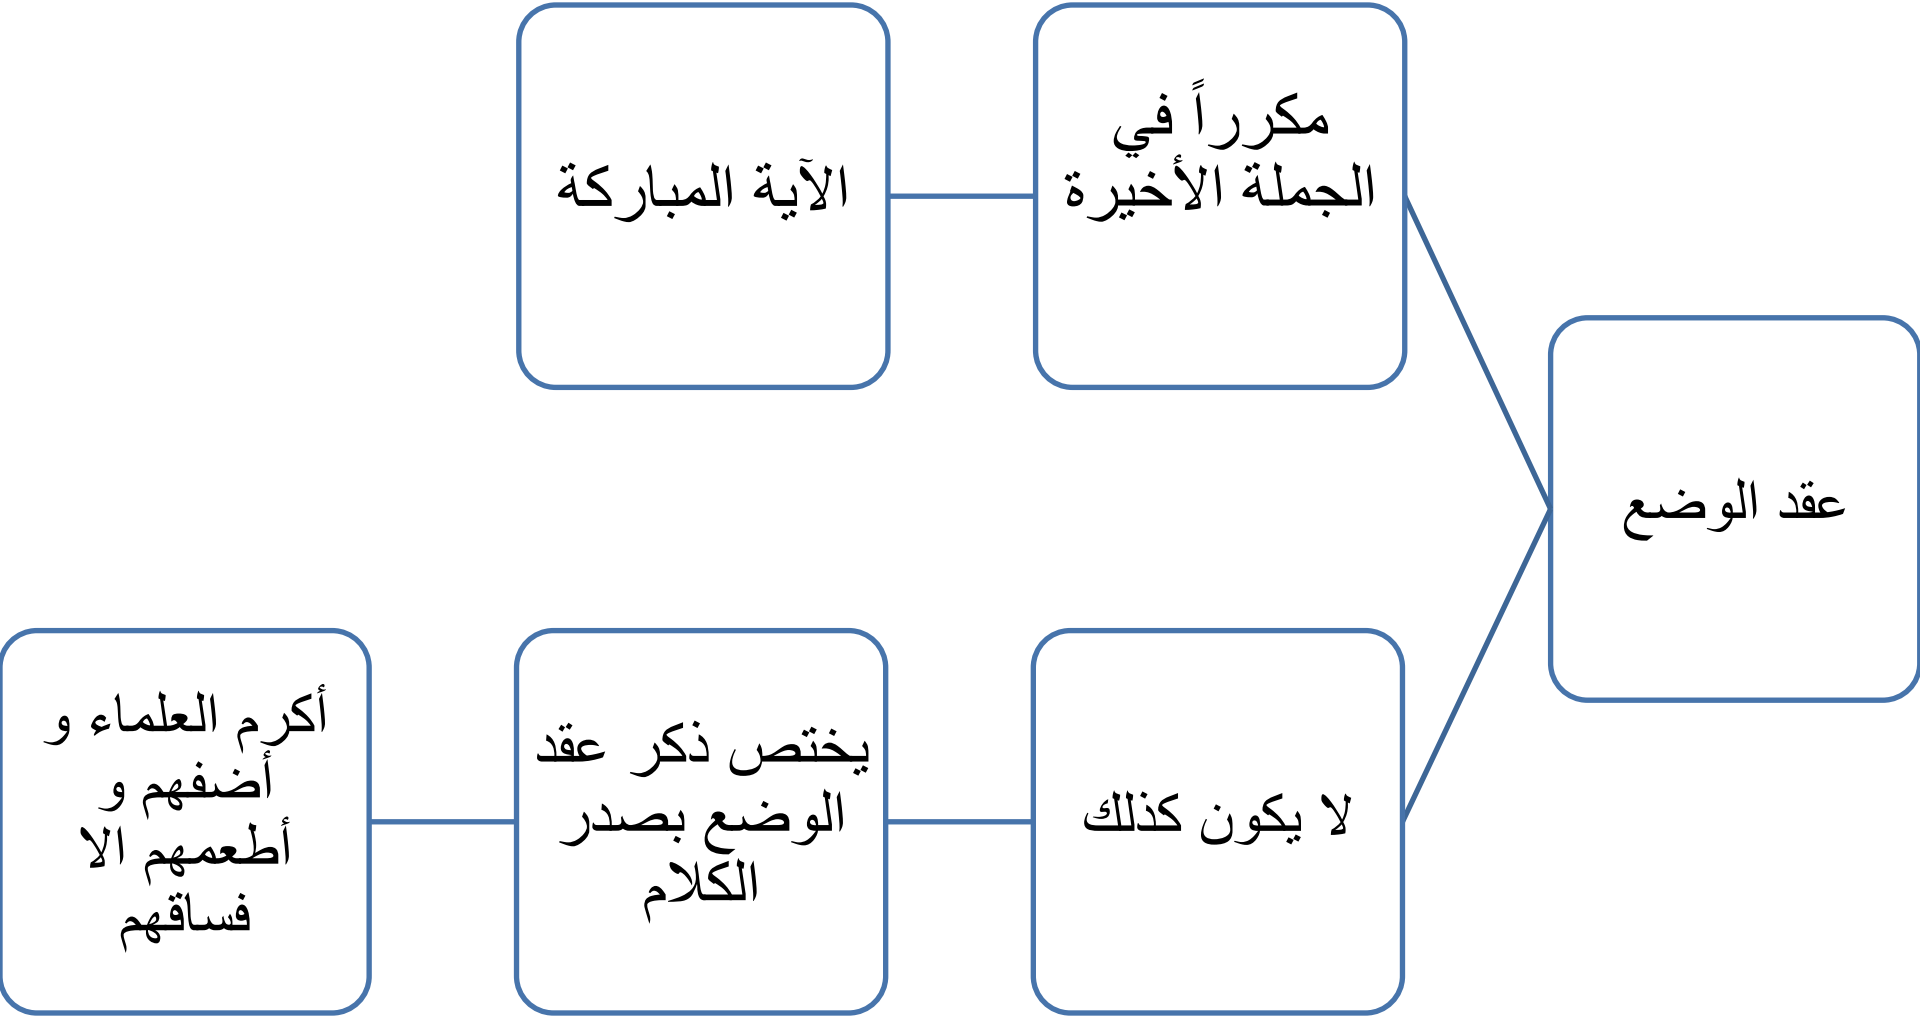 عقد الوضع
مكرراً في
الجملة الأخيرة
الآية المباركة
لا يكون كذلك
يختص ذكر عقد
الوضع بصدر
الكلام
أكرم العلماء و
أضفهم و
أطعمهم الا
فساقهم